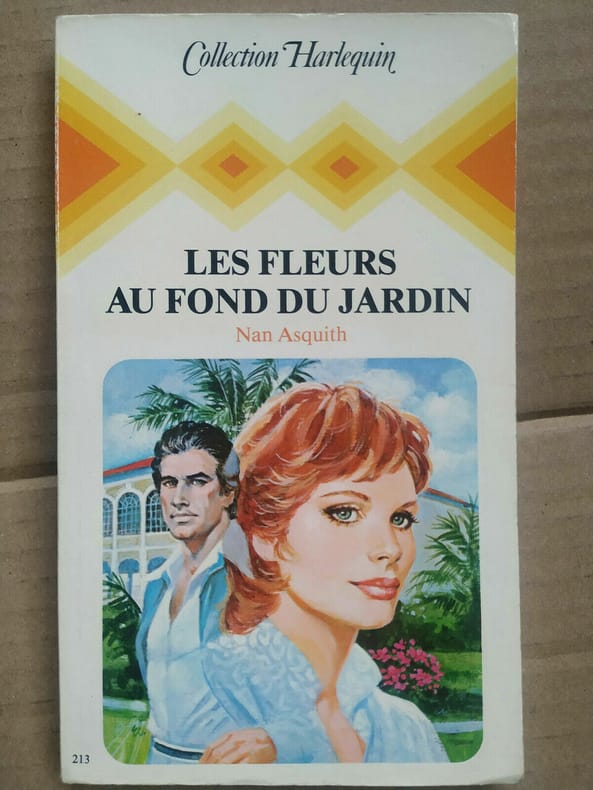 Collection Harlequin
LES FLEURS
AU FOND DU JARDIN
Nan Asquith
213